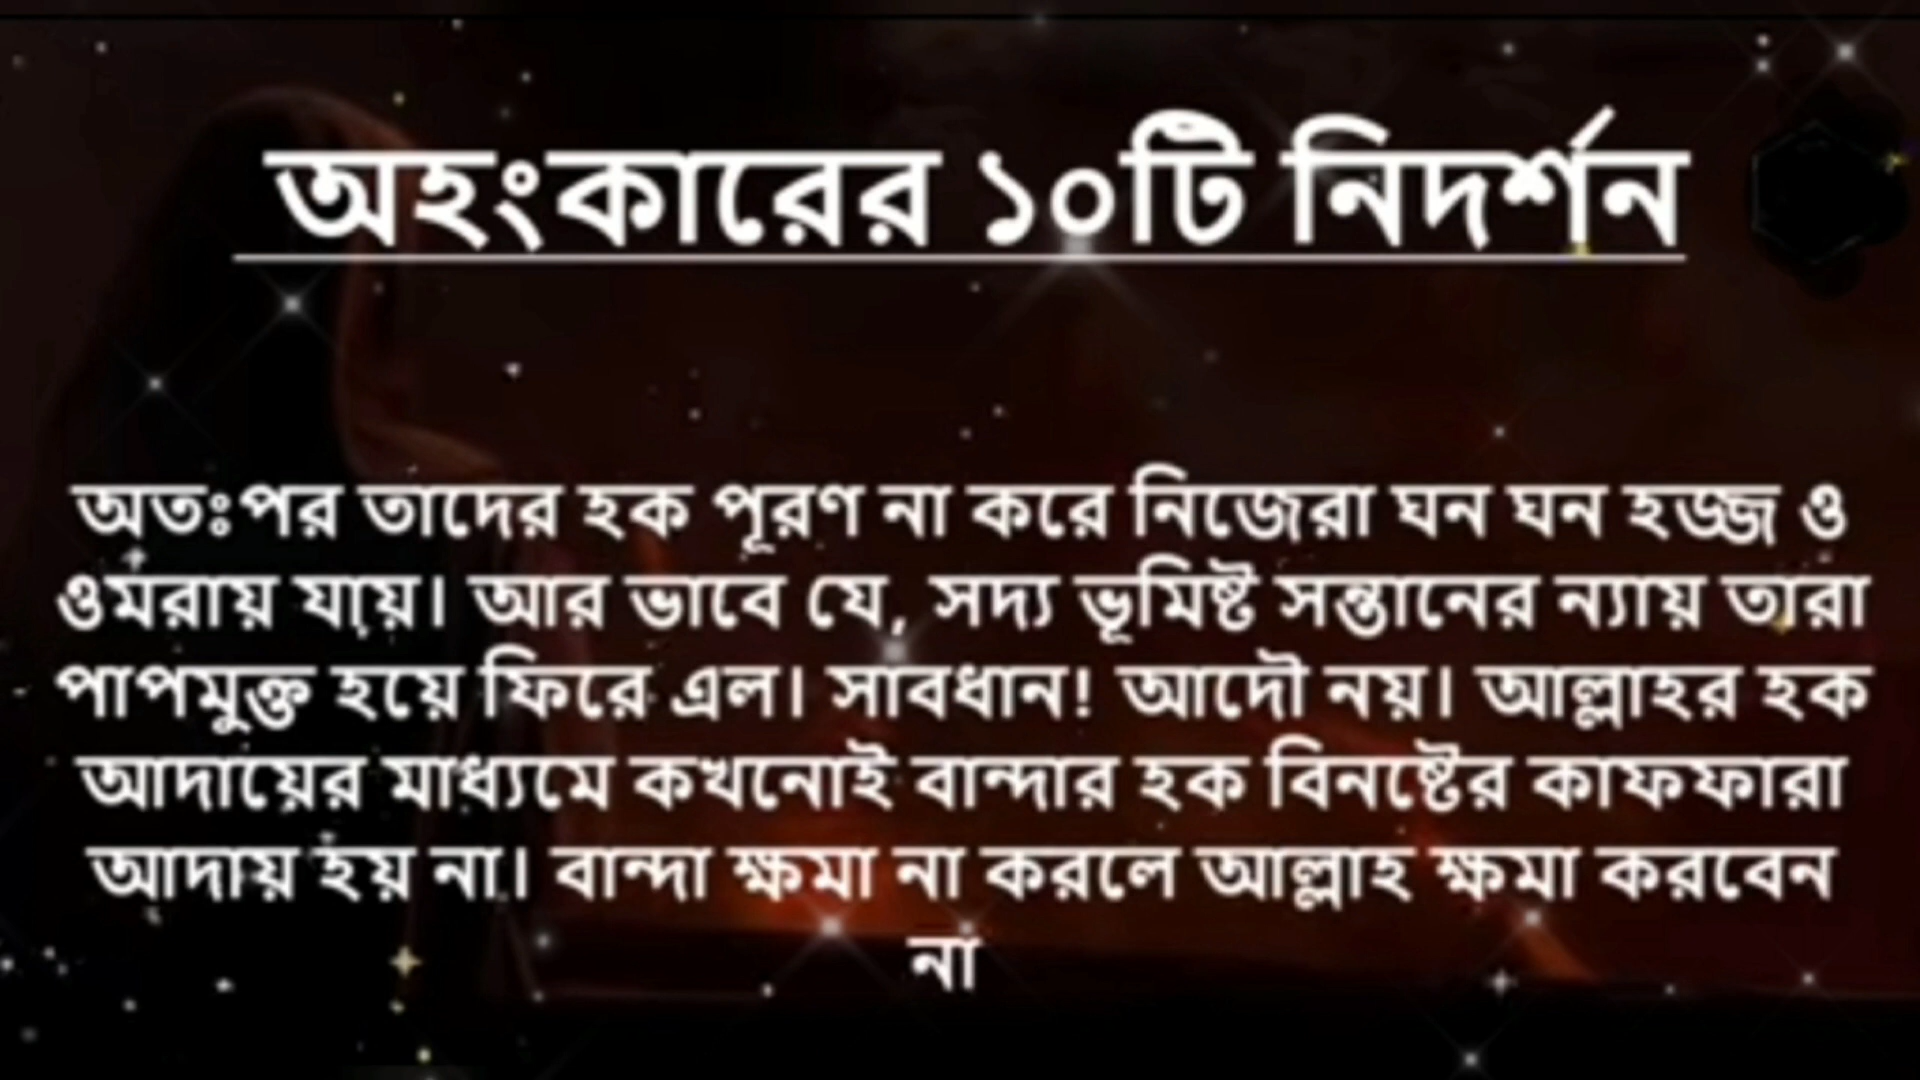 অহংকারের ১০টি নিদর্শন
অতঃপর তাদের হক পূরণ না করে নিজেরা ঘন ঘন হজ্জ ও
ওমরায় যায়। আর ভাবে যে, সদ্য ভূমিষ্ট সন্তানের ন্যায় তারা
পাপমুক্ত হয়ে ফিরে এল। সাবধান! আদৌ নয়। আল্লাহর হক
আদায়ের মাধ্যমে কখনোই বান্দার হক বিনষ্টের কাফফারা
আদায় হয় না। বান্দা ক্ষমা না করলে আল্লাহ ক্ষমা করবেন
না